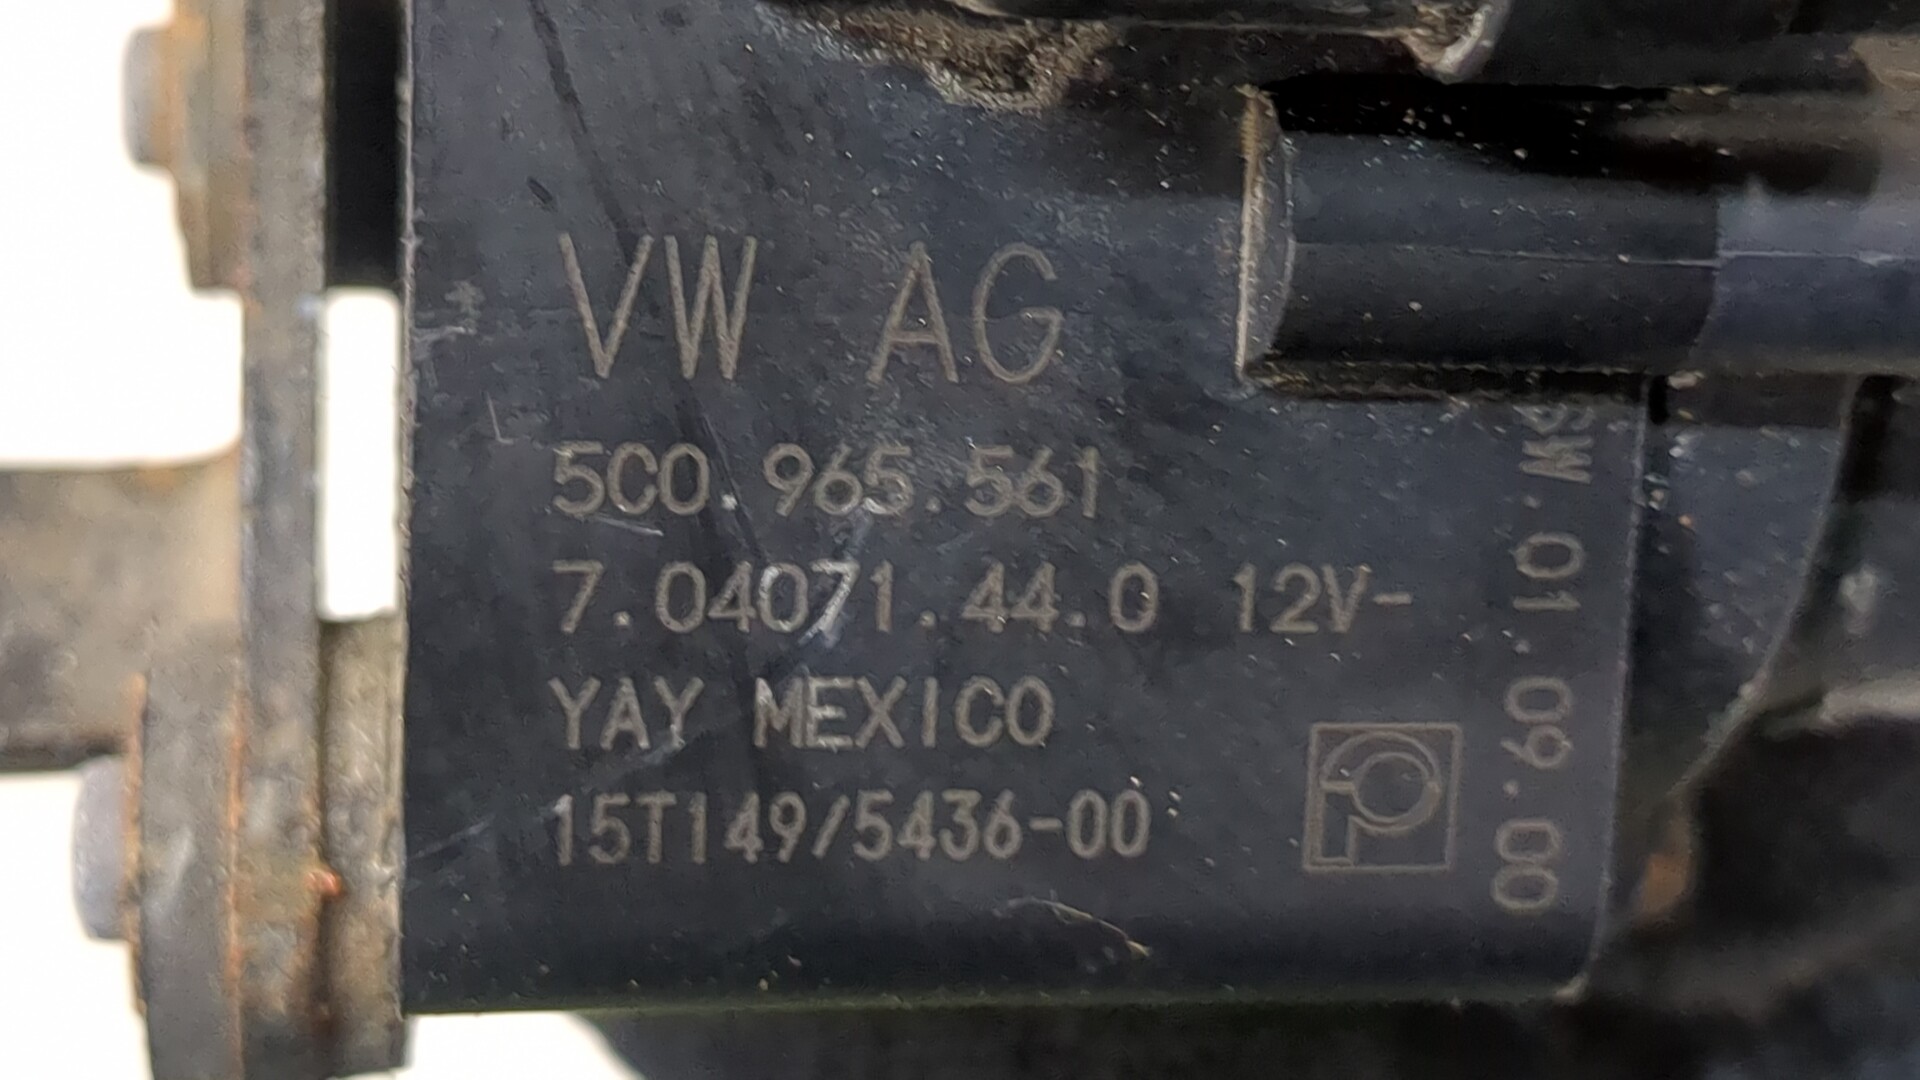 VW AG
5C0.965.561
7.04071.44.0 12V-
YAY MEXICO
15T149/5436-00
SW.01.09.00